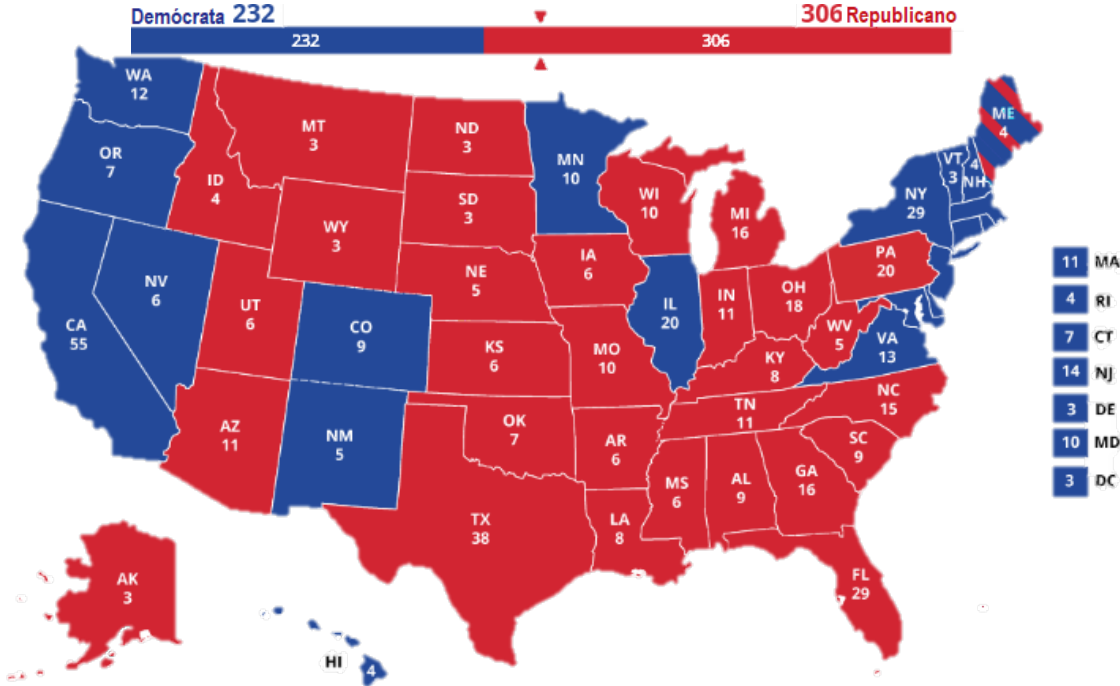 Demócrata 232
306 Republicano
232
306
WA
12
OR
7
CA
55
NV
6
ID
4
MT
3
WY
3
UT
6
AZ
11
CO
9
NM
5
ND
3
SD
3
NE
5
KS
6
OK
7
TX
38
MN
10
IA
6
MO
10
AR
6
LA
8
WI
10
IL
20
MI
16
IN
11
OH
18
KY
8
TN
11
MS
6
AL
9
GA
16
FL
29
SC
9
NC
15
VA
13
WV
5
PA
20
NY
29
VT
3
4
NH
ME
4
11 MA
4 RI
7 CT
14 NJ
3 DE
10 MD
3 DC
AK
3
HI
4